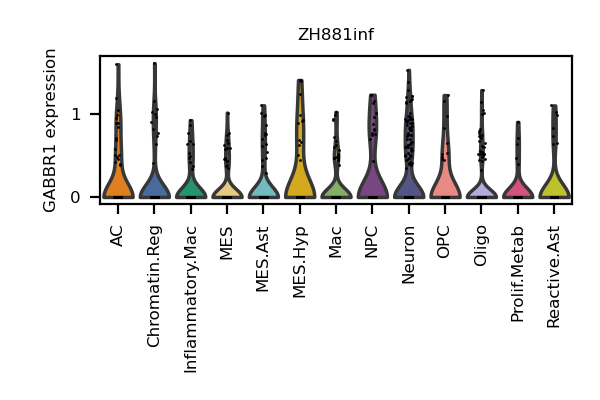 ZH881inf
GABBR1 expression
1
0
AC
Chromatin.Reg
Inflammatory.Mac
MES
MES.Ast
MES.Hyp
Mac
NPC
Neuron
OPC
Oligo
Prolif.Metab
Reactive.Ast